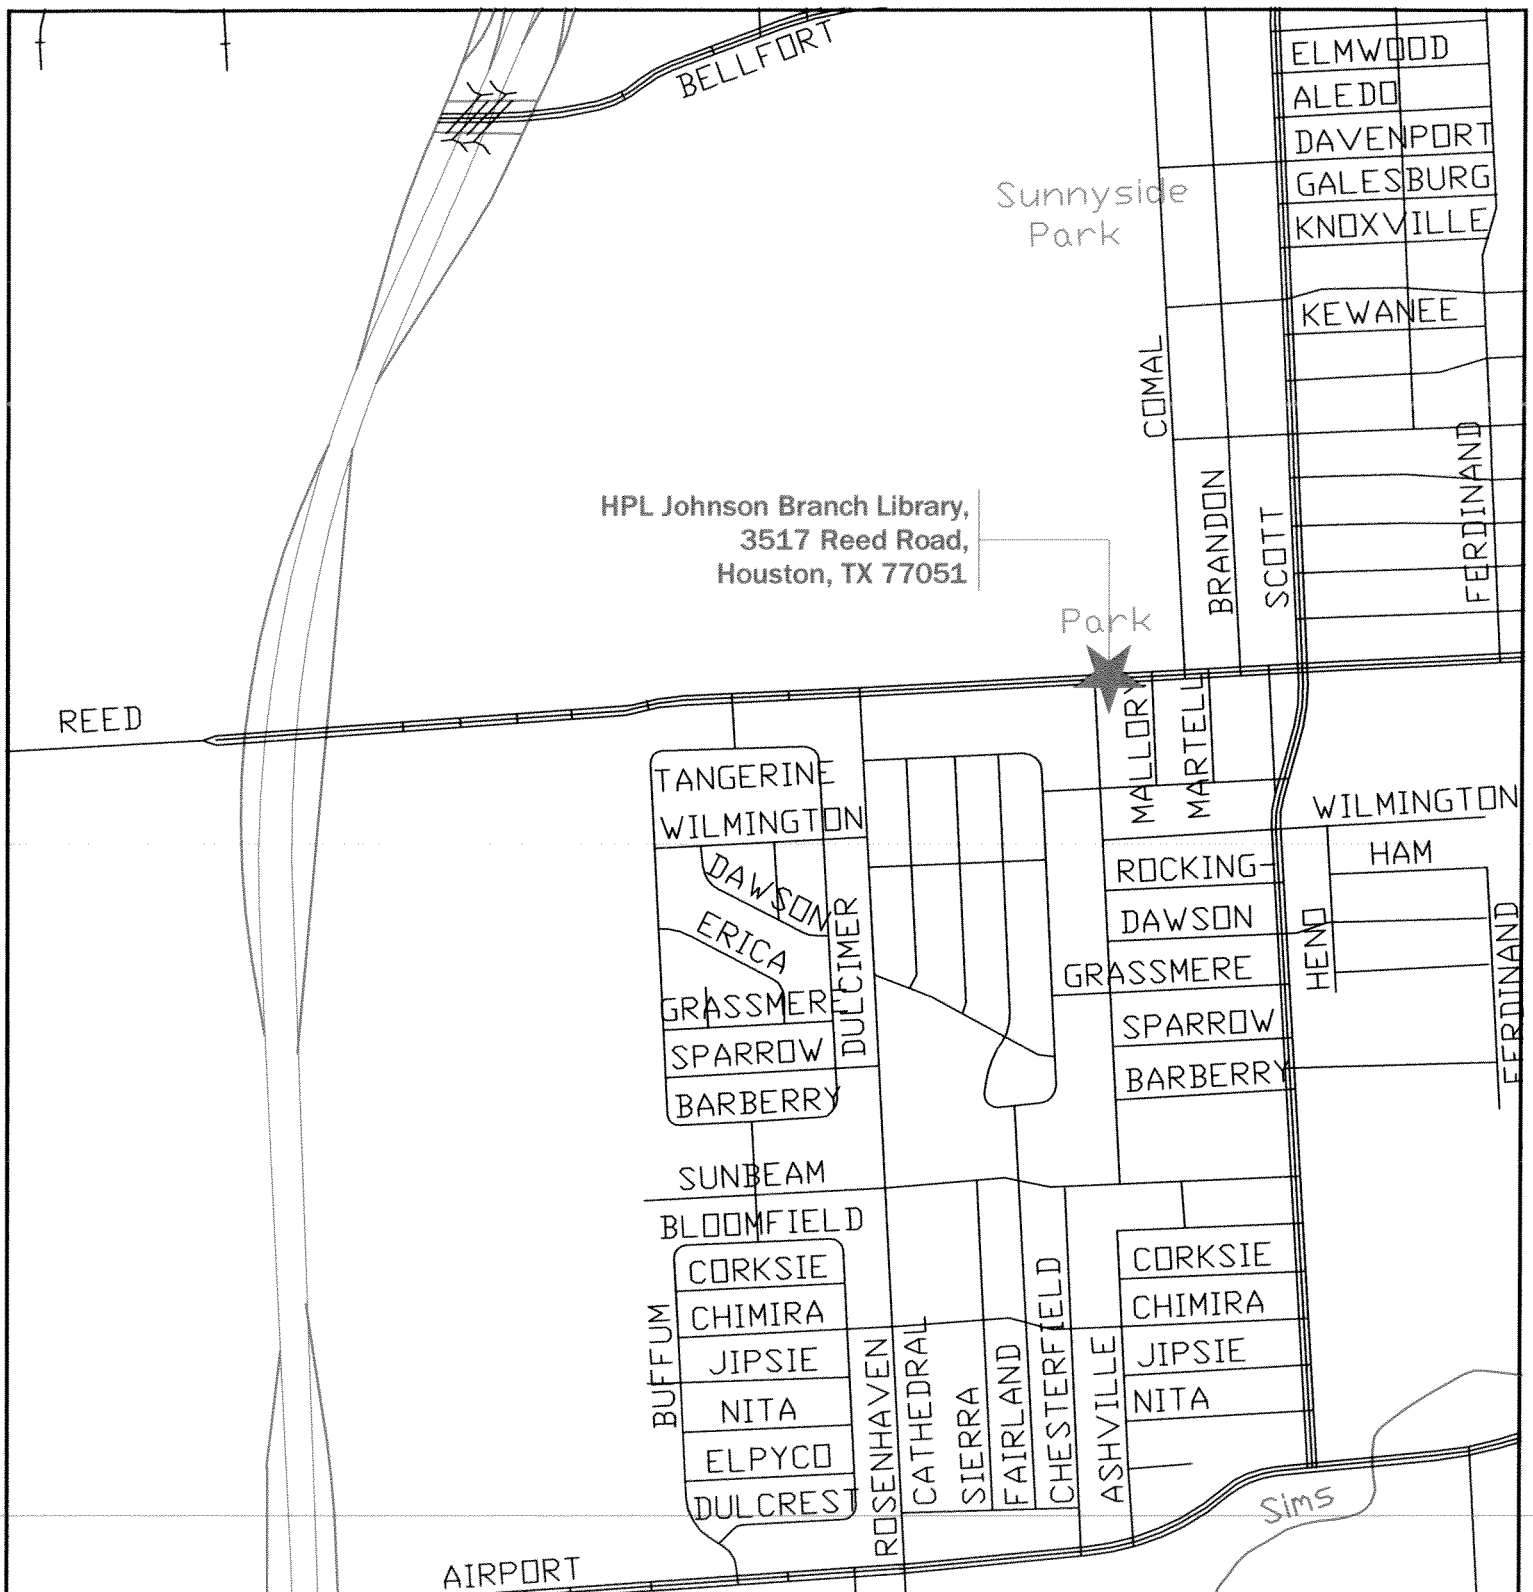 BELLFORT
ELMWOOD
ALEDO
DAVENPORT
GALESBURG
KNOXVILLE
Sunnyside
Park
KEWANEE
COMAL
BRANDON
SCOTT
FERDINAND
HPL Johnson Branch Library,
3517 Reed Road,
Houston, TX 77051
Park
REED
MALLORY
MARTELL
TANGERINE
WILMINGTON
DAWSON
ERICA
GRASSMERE
SPARROW
BARBERRY
DULCIMER
WILMINGTON
ROCKING-
HAM
DAWSON
GRASSMERE
SPARROW
BARBERRY
HENO
FERDINAND
SUNBEAM
BLOOMFIELD
CORKSIE
CHIMIRA
JIPSIE
NITA
ELPYCO
DULCREST
BUFFUM
ROSENHAVEN
CATHEDRAL
SIERRA
FAIRLAND
CHESTERFIELD
ASHVILLE
CORKSIE
CHIMIRA
JIPSIE
NITA
Sims
AIRPORT